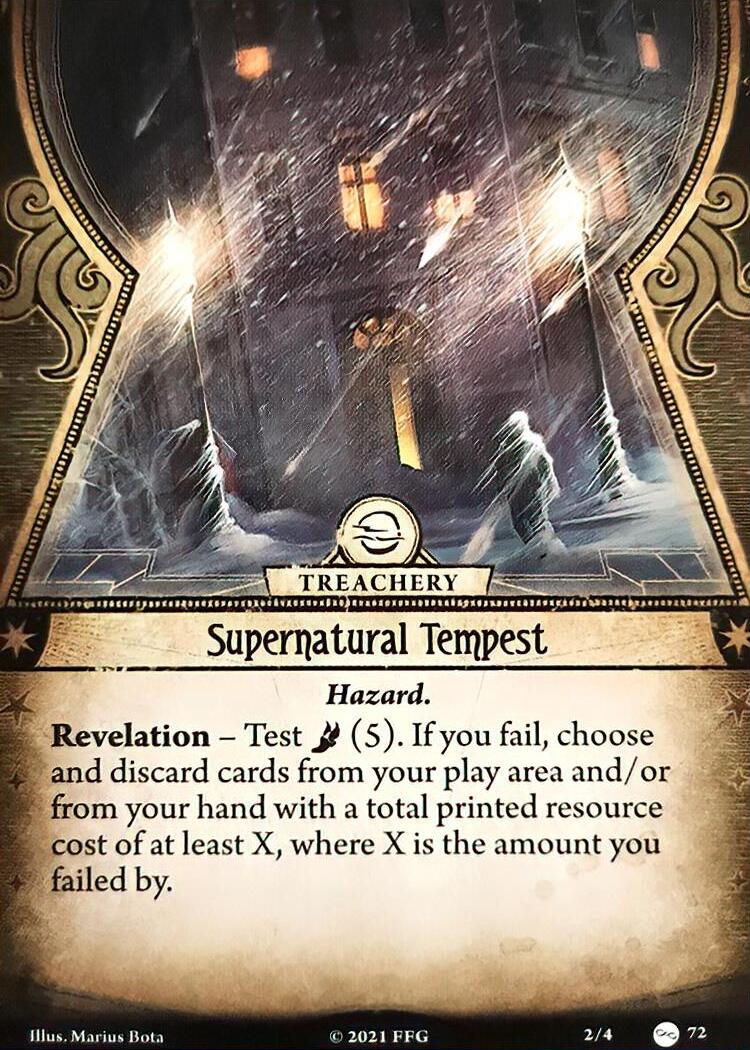 TREACHERY
Supernatural Tempest
Hazard.
Revelation – Test (5). If you fail, choose
and discard cards from your play area and/or
from your hand with a total printed resource
cost of at least X, where X is the amount you
failed by.
Illus. Marius Bota © 2021 FFG 2/4 72